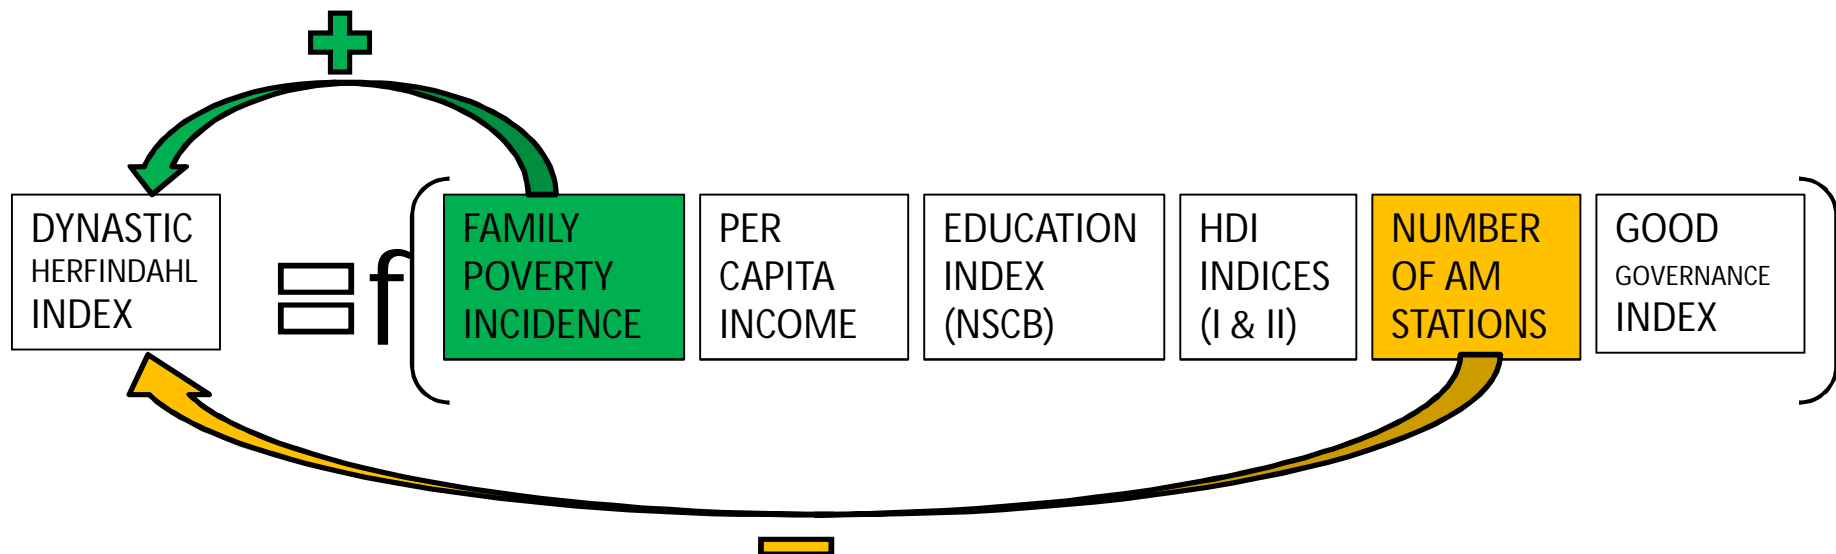 +
DYNASTIC
HERFINDAHL
INDEX
= f (
FAMILY
POVERTY
INCIDENCE
PER
CAPITA
INCOME
EDUCATION
INDEX
(NSCB)
HDI
INDICES
(I & II)
NUMBER
OF AM
STATIONS
GOOD
GOVERNANCE
INDEX
)
-